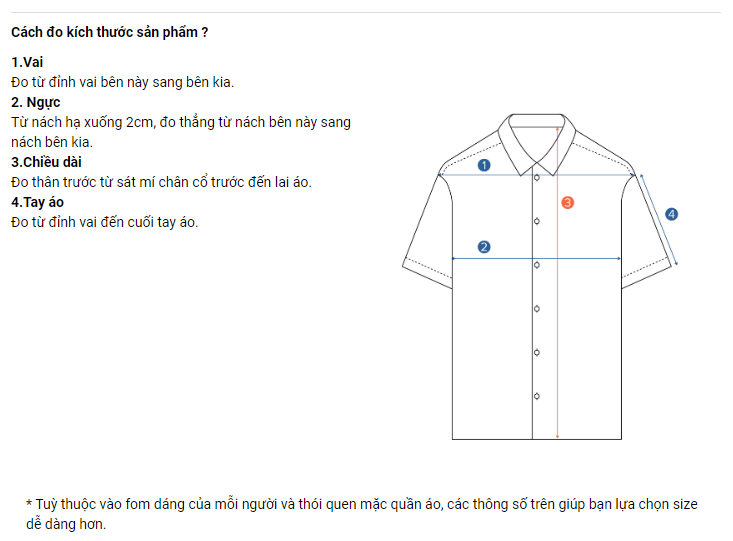 Cách đo kích thước sản phẩm ?
1.Vai
Đo từ đỉnh vai bên này sang bên kia.
2. Ngực
Từ nách hạ xuống 2cm, đo thẳng từ nách bên này sang
nách bên kia.
3.Chiều dài
Đo thân trước từ sát mí chân cổ trước đến lai áo.
4.Tay áo
Đo từ đỉnh vai đến cuối tay áo.
1
3
4
2
* Tuỳ thuộc vào fom dáng của mỗi người và thói quen mặc quần áo, các thông số trên giúp bạn lựa chọn size
dễ dàng hơn.